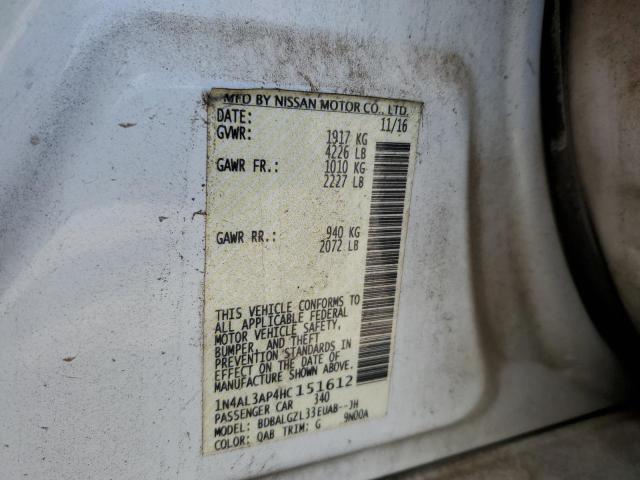 MFD BY NISSAN MOTOR CO., LTD.
DATE: 11/16
GVWR: 1917 KG
4226 LB
GAWR FR.: 1010 KG
2227 LB
GAWR RR.: 940 KG
2072 LB
THIS VEHICLE CONFORMS TO
ALL APPLICABLE FEDERAL
MOTOR VEHICLE SAFETY,
BUMPER, AND THEFT
PREVENTION STANDARDS IN
EFFECT ON THE DATE OF
MANUFACTURE SHOWN ABOVE.
1N4AL3AP4HC151612
PASSENGER CAR 340
MODEL: BDBALGZL33EUAB--JH
COLOR: QAB TRIM: G 9N00A